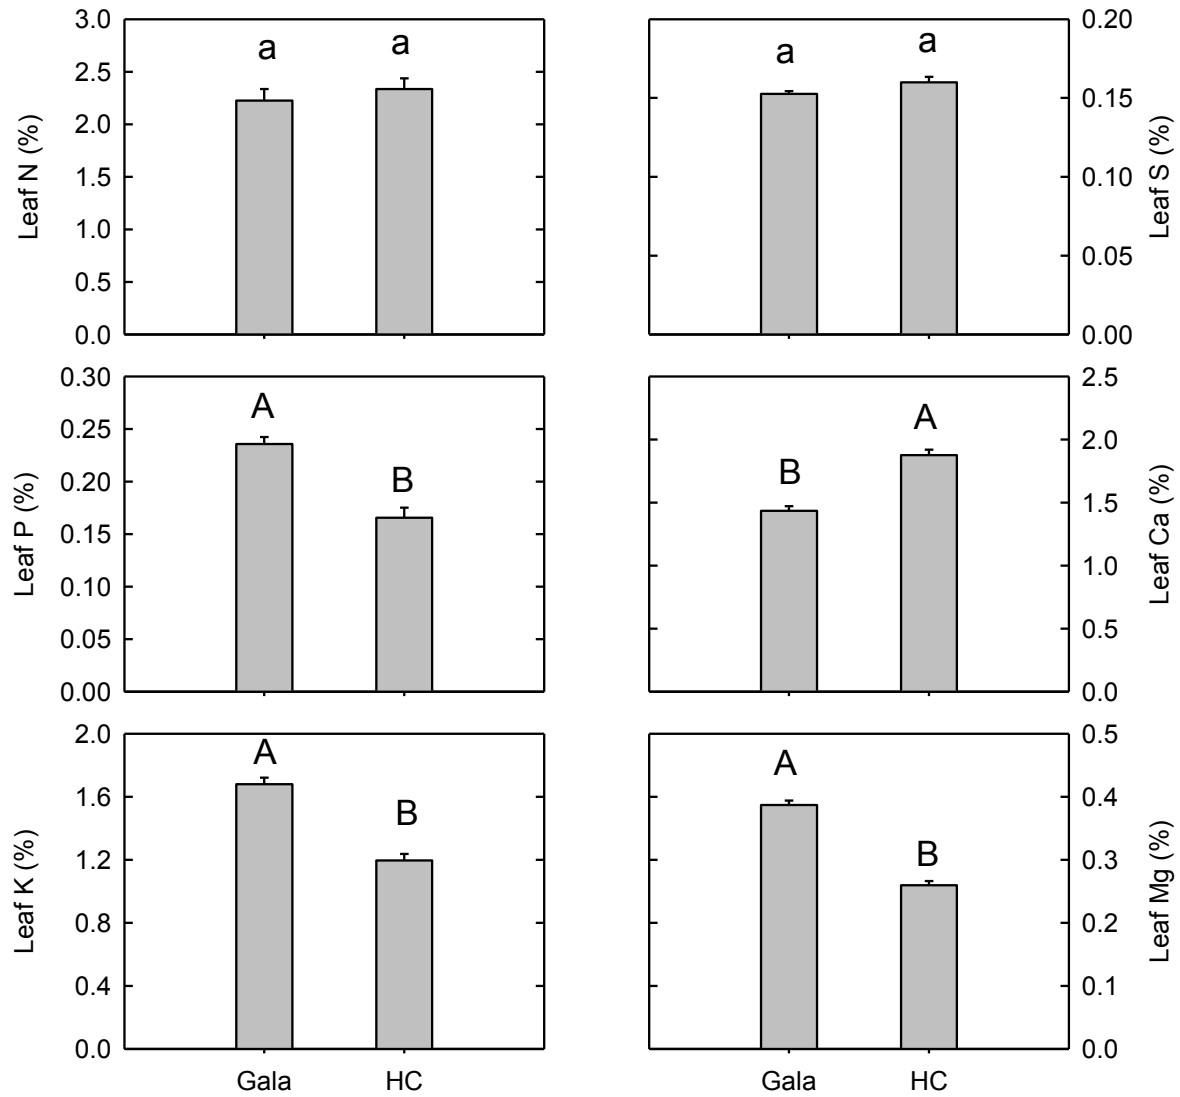 3.0
2.5
2.0
1.5
1.0
0.5
0.0
Leaf N (%)
a
a
0.20
0.15
0.10
0.05
0.00
Leaf S (%)
a
a
0.30
0.25
0.20
0.15
0.10
0.05
0.00
Leaf P (%)
A
B
2.5
2.0
1.5
1.0
0.5
0.0
Leaf Ca (%)
B
A
2.0
1.6
1.2
0.8
0.4
0.0
Leaf K (%)
A
B
Gala
HC
0.5
0.4
0.3
0.2
0.1
0.0
Leaf Mg (%)
A
B
Gala
HC